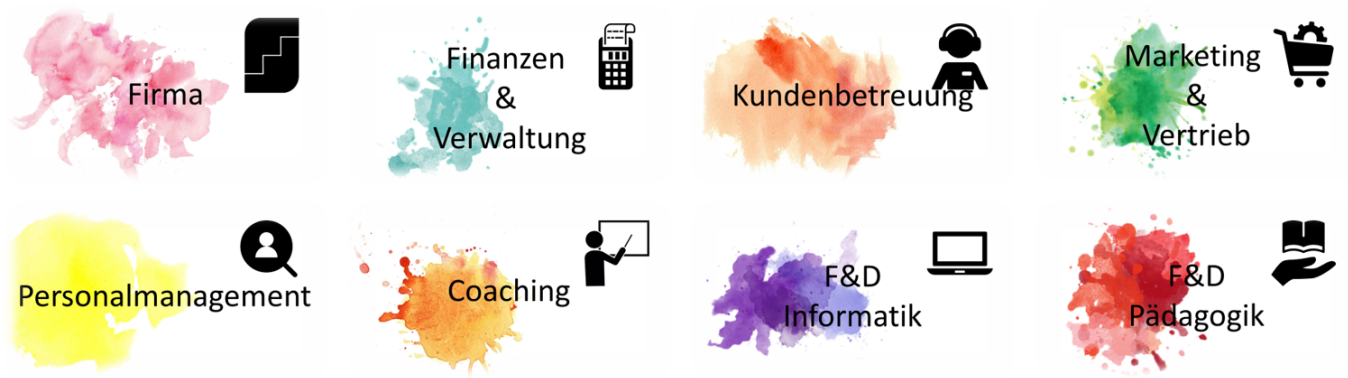 Firma
Finanzen
&
Verwaltung
Kundenbetreuung
Marketing
&
Vertrieb
Personalmanagement
Coaching
F&D
Informatik
F&D
Pädagogik